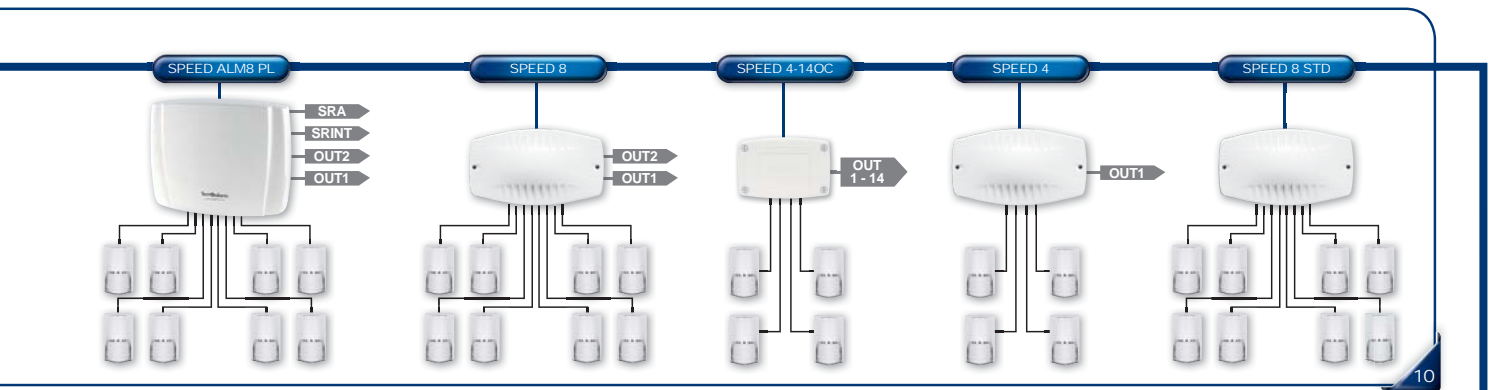 SPEED ALM8 PL
SPEED 8
SPEED 4-14OC
SPEED 4
SPEED 8 STD
SRA
SRINT
OUT2
OUT1
OUT2
OUT1
OUT
1 - 14
OUT1
10